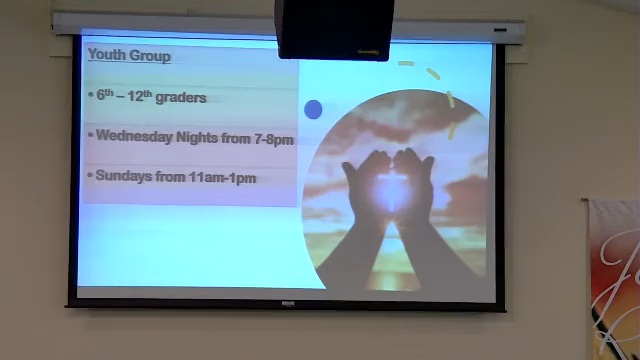 Youth Group
• 6th – 12th graders
• Wednesday Nights from 7-8pm
• Sundays from 11am-1pm